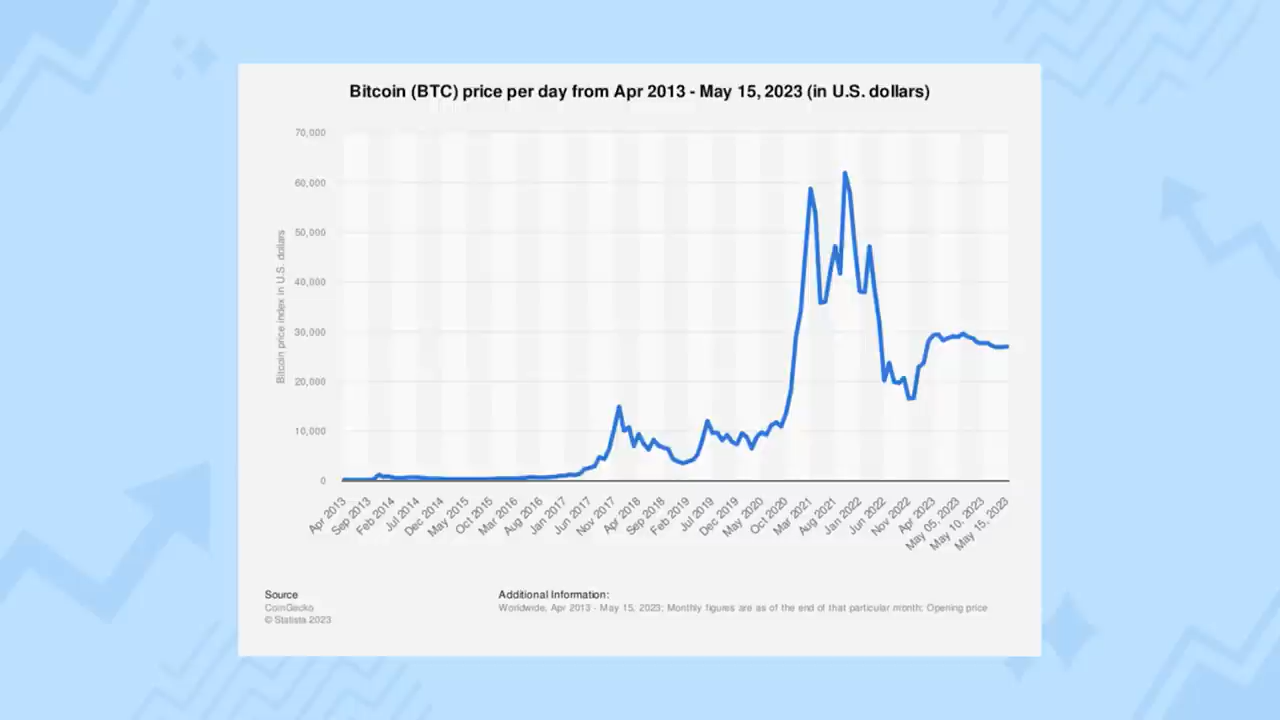 Bitcoin (BTC) price per day from Apr 2013 - May 15, 2023 (in U.S. dollars)
Bitcoin price index in U.S. dollars
70,000
60,000
50,000
40,000
30,000
20,000
10,000
0
Apr 2013
Sep 2013
Feb 2014
Jul 2014
Dec 2014
May 2015
Oct 2015
Mar 2016
Aug 2016
Jan 2017
Jun 2017
Nov 2017
Apr 2018
Sep 2018
Feb 2019
Jul 2019
Dec 2019
May 2020
Oct 2020
Mar 2021
Aug 2021
Jan 2022
Jun 2022
Nov 2022
Apr 2023
May 05, 2023
May 10, 2023
May 15, 2023
Source
CoinGecko
© Statista 2023
Additional Information:
Worldwide, Apr 2013 - May 15, 2023; Monthly figures are as of the end of that particular month; Opening price